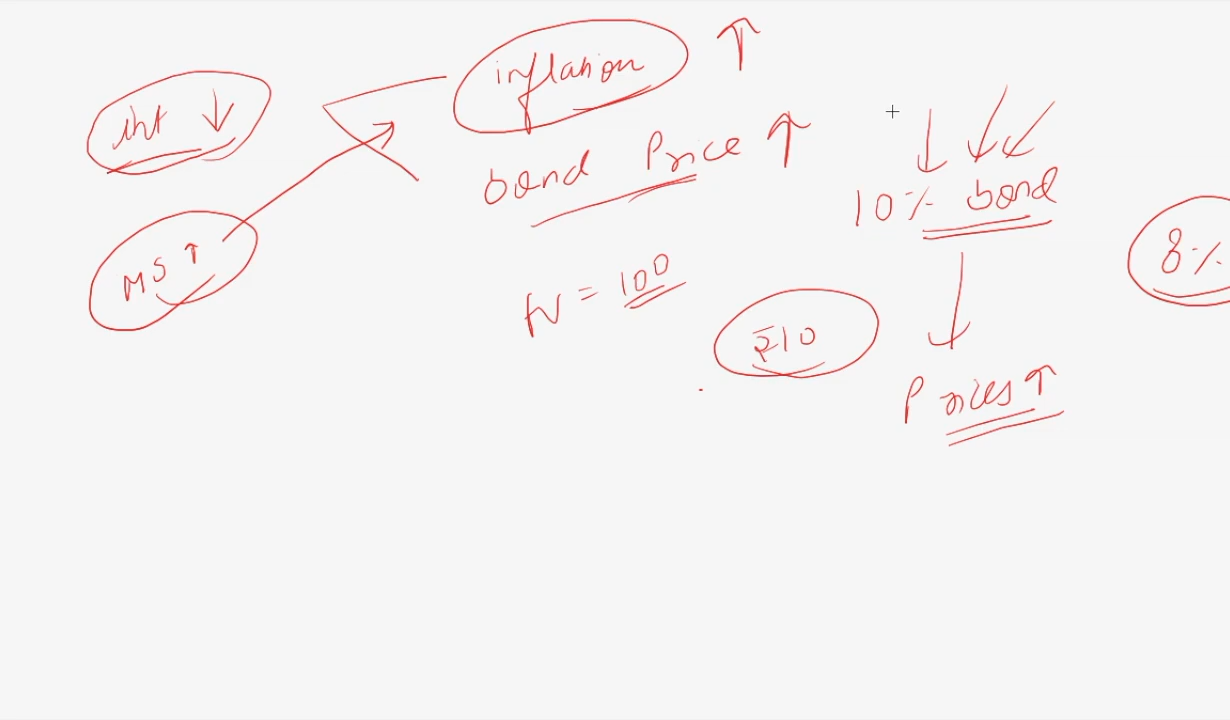 int ↓
MS ↑
inflation ↑
bond Price ↑
FV = 100
₹10
10% bond
Prices ↑
8%